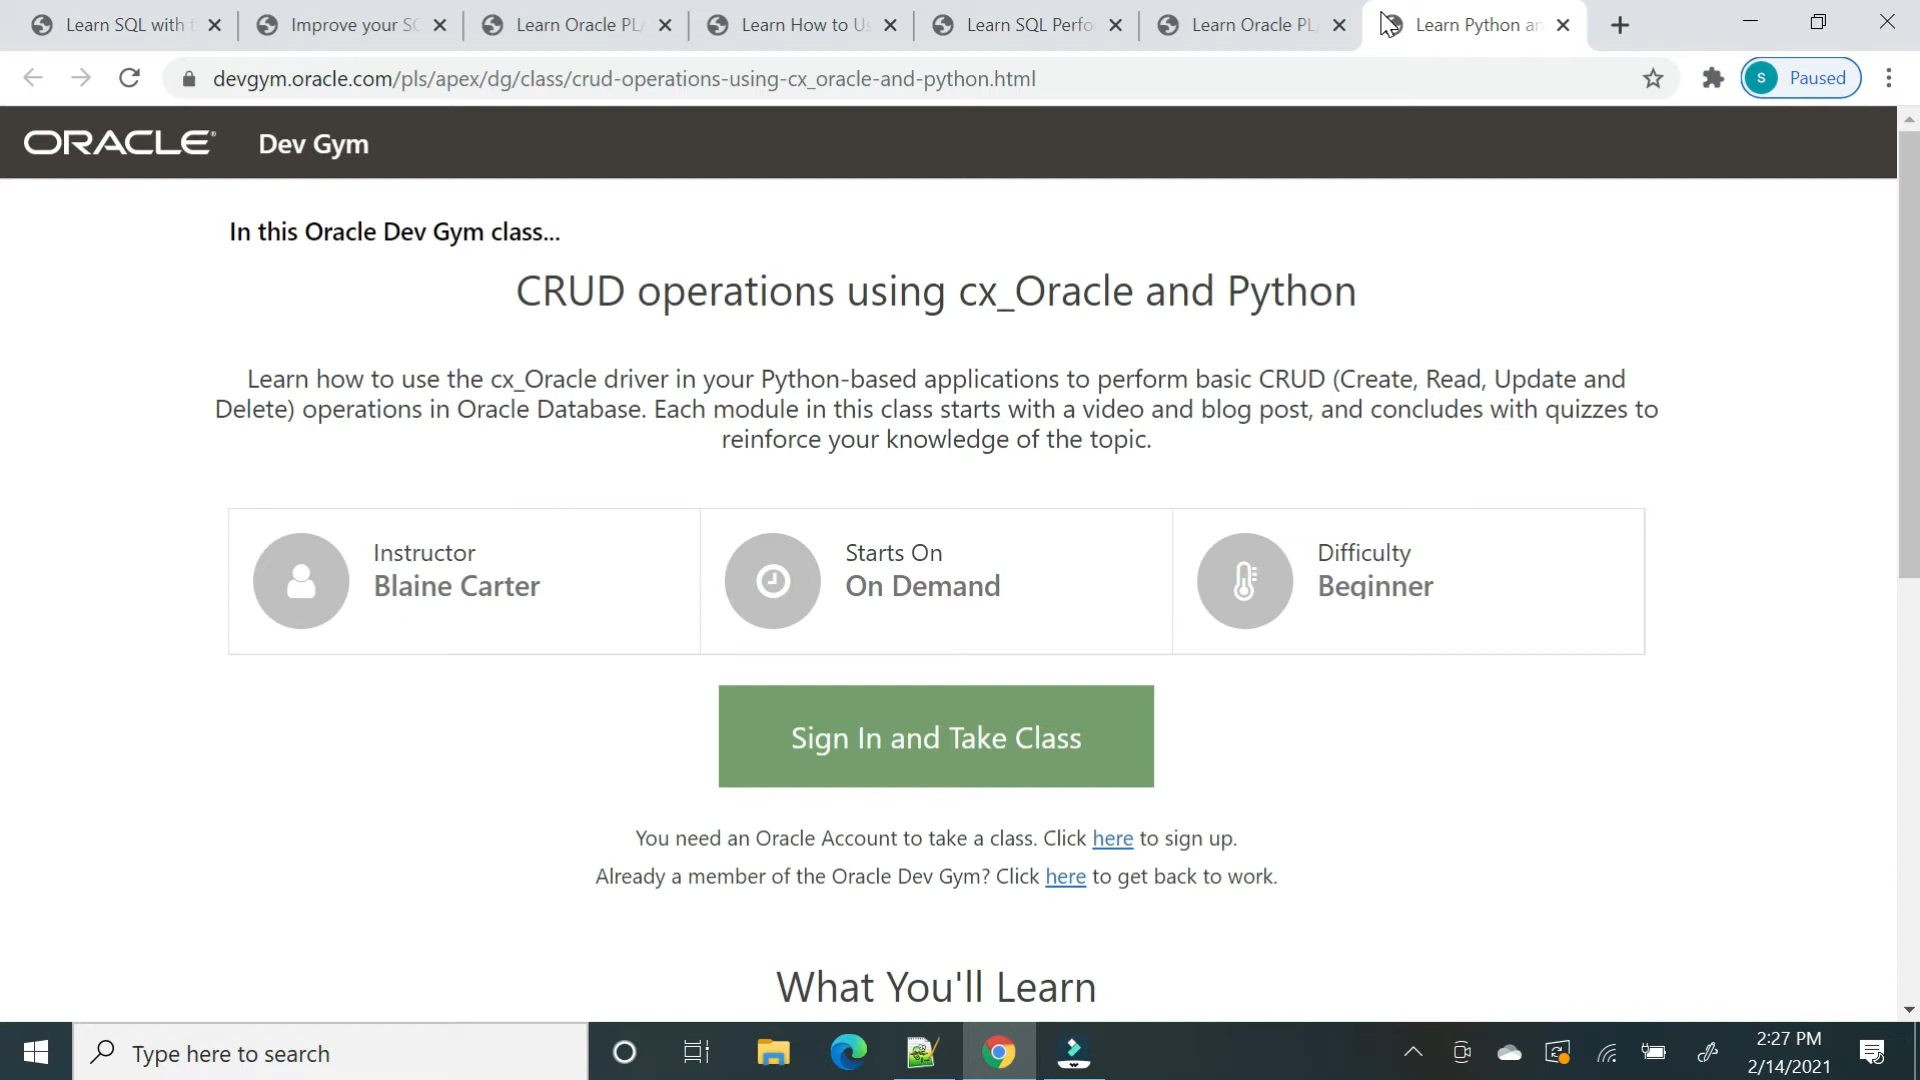 Learn SQL with
Improve your SC
Learn Oracle PL/
Learn How to Us
Learn SQL Perfo
Learn Oracle PL/
Learn Python an
devgym.oracle.com/pls/apex/dg/class/crud-operations-using-cx_oracle-and-python.html
S
Paused
ORACLE
Dev Gym
In this Oracle Dev Gym class...
CRUD operations using cx_Oracle and Python
Learn how to use the cx_Oracle driver in your Python-based applications to perform basic CRUD (Create, Read, Update and
Delete) operations in Oracle Database. Each module in this class starts with a video and blog post, and concludes with quizzes to
reinforce your knowledge of the topic.
Instructor
Blaine Carter
Starts On
On Demand
Difficulty
Beginner
Sign In and Take Class
You need an Oracle Account to take a class. Click here to sign up.
Already a member of the Oracle Dev Gym? Click here to get back to work.
What You'll Learn
Type here to search
2:27 PM
2/14/2021